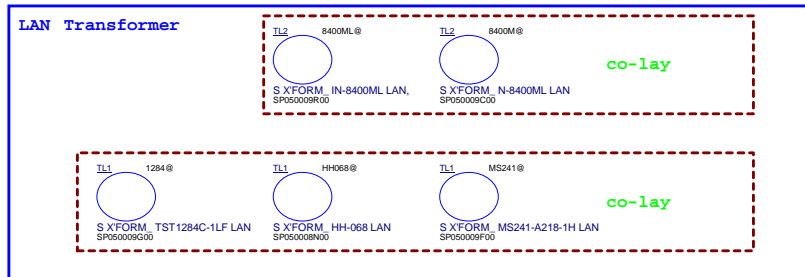 LAN Transformer
TL2 8400ML@ TL2 8400M@
co-lay
S X'FORM_ IN-8400ML LAN, S X'FORM_ N-8400ML LAN
SP050009R00 SP050009C00
TL1 1284@ TL1 HH068@ TL1 MS241@
co-lay
S X'FORM_ TST1284C-1LF LAN S X'FORM_ HH-068 LAN S X'FORM_ MS241-A218-1H LAN
SP050009G00 SP050008N00 SP050009F00